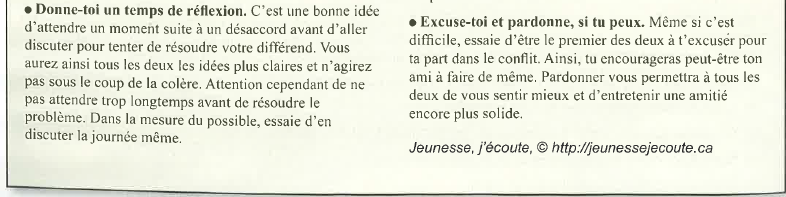 ● Donne-toi un temps de réflexion. C'est une bonne idée
d'attendre un moment suite à un désaccord avant d'aller
discuter pour tenter de résoudre votre différend. Vous
aurez ainsi tous les deux les idées plus claires et n'agirez
pas sous le coup de la colère. Attention cependant de ne
pas attendre trop longtemps avant de résoudre le
problème. Dans la mesure du possible, essaie d'en
discuter la journée même.
● Excuse-toi et pardonne, si tu peux. Même si c'est
difficile, essaie d'être le premier des deux à t'excuser pour
ta part dans le conflit. Ainsi, tu encourageras peut-être ton
ami à faire de même. Pardonner vous permettra à tous les
deux de vous sentir mieux et d'entretenir une amitié
encore plus solide.
Jeunesse, j'écoute, © http://jeunessejecoute.ca